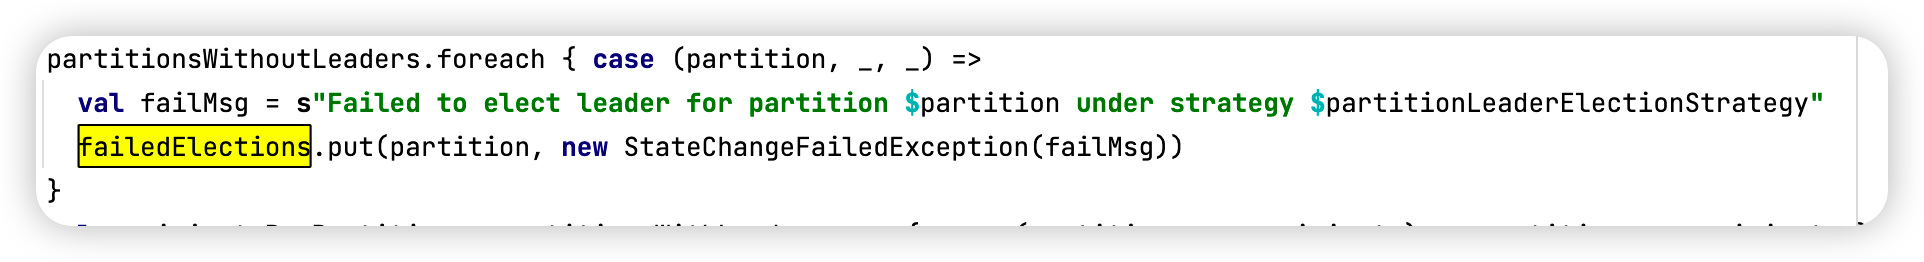 partitionsWithoutLeaders.foreach { case (partition, _, _) =>
val failMsg = s"Failed to elect leader for partition $partition under strategy $partitionLeaderElectionStrategy"
failedElections.put(partition, new StateChangeFailedException(failMsg))
}